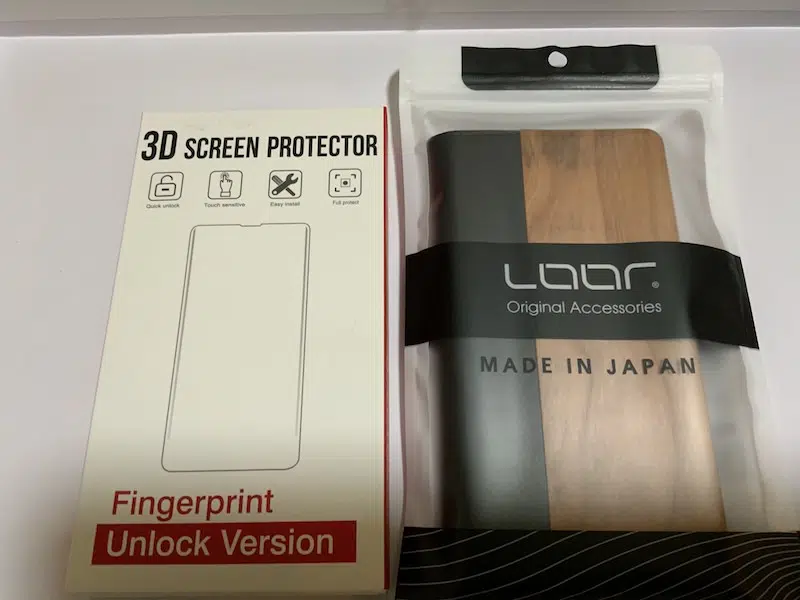 3D SCREEN PROTECTOR
Quick unlock
Touch sensitive
Easy install
Full protect
Fingerprint
Unlock Version
LOOF®
Original Accessories
MADE IN JAPAN